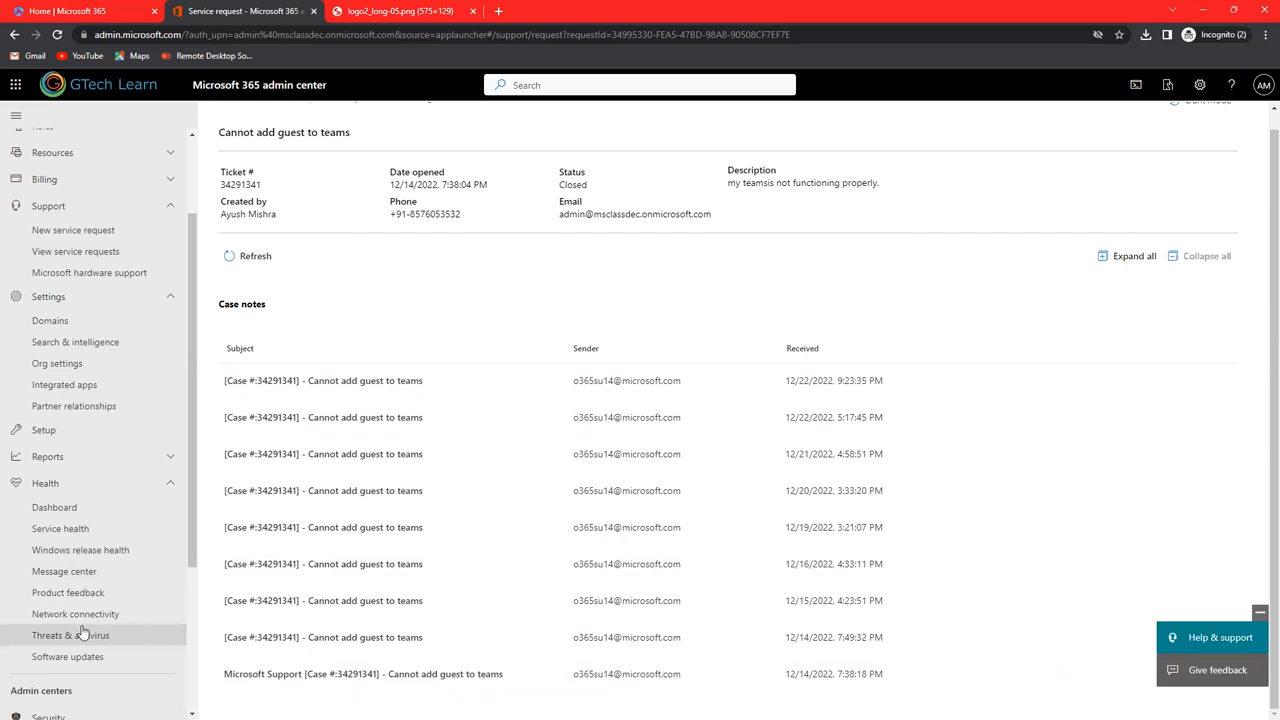 Home | Microsoft 365
Service request - Microsoft 365
logo2_long-05.png (575×129)
admin.microsoft.com/?auth_upn=admin%40msclassdec.onmicrosoft.com&source=applauncher#/support/request?requestId=34995330-FEA5-47BD-98A8-90508CF7EF7E
Incognito (2)
Gmail
YouTube
Maps
Remote Desktop So...
GTech Learn
Microsoft 365 admin center
Search
AM
Dark mode
Resources
Billing
Support
New service request
View service requests
Microsoft hardware support
Settings
Domains
Search & intelligence
Org settings
Integrated apps
Partner relationships
Setup
Reports
Health
Dashboard
Service health
Windows release health
Message center
Product feedback
Network connectivity
Threats &
Software updates
Admin centers
Security
Cannot add guest to teams
Ticket #
34291341
Date opened
12/14/2022, 7:38:04 PM
Status
Closed
Description
my teamsis not functioning properly.
Created by
Ayush Mishra
Phone
+91-8576053532
Email
admin@msclassdec.onmicrosoft.com
Refresh
Expand all
Collapse all
Case notes
Subject Sender Received
[Case #:34291341] - Cannot add guest to teams o365su14@microsoft.com 12/22/2022, 9:23:35 PM
[Case #:34291341] - Cannot add guest to teams o365su14@microsoft.com 12/22/2022, 5:17:45 PM
[Case #:34291341] - Cannot add guest to teams o365su14@microsoft.com 12/21/2022, 4:58:51 PM
[Case #:34291341] - Cannot add guest to teams o365su14@microsoft.com 12/20/2022, 3:33:20 PM
[Case #:34291341] - Cannot add guest to teams o365su14@microsoft.com 12/19/2022, 3:21:07 PM
[Case #:34291341] - Cannot add guest to teams o365su14@microsoft.com 12/16/2022, 4:33:11 PM
[Case #:34291341] - Cannot add guest to teams o365su14@microsoft.com 12/15/2022, 4:23:51 PM
[Case #:34291341] - Cannot add guest to teams o365su14@microsoft.com 12/14/2022, 7:49:32 PM
Microsoft Support [Case #:34291341] - Cannot add guest to teams o365su14@microsoft.com 12/14/2022, 7:38:18 PM
Help & support
Give feedback